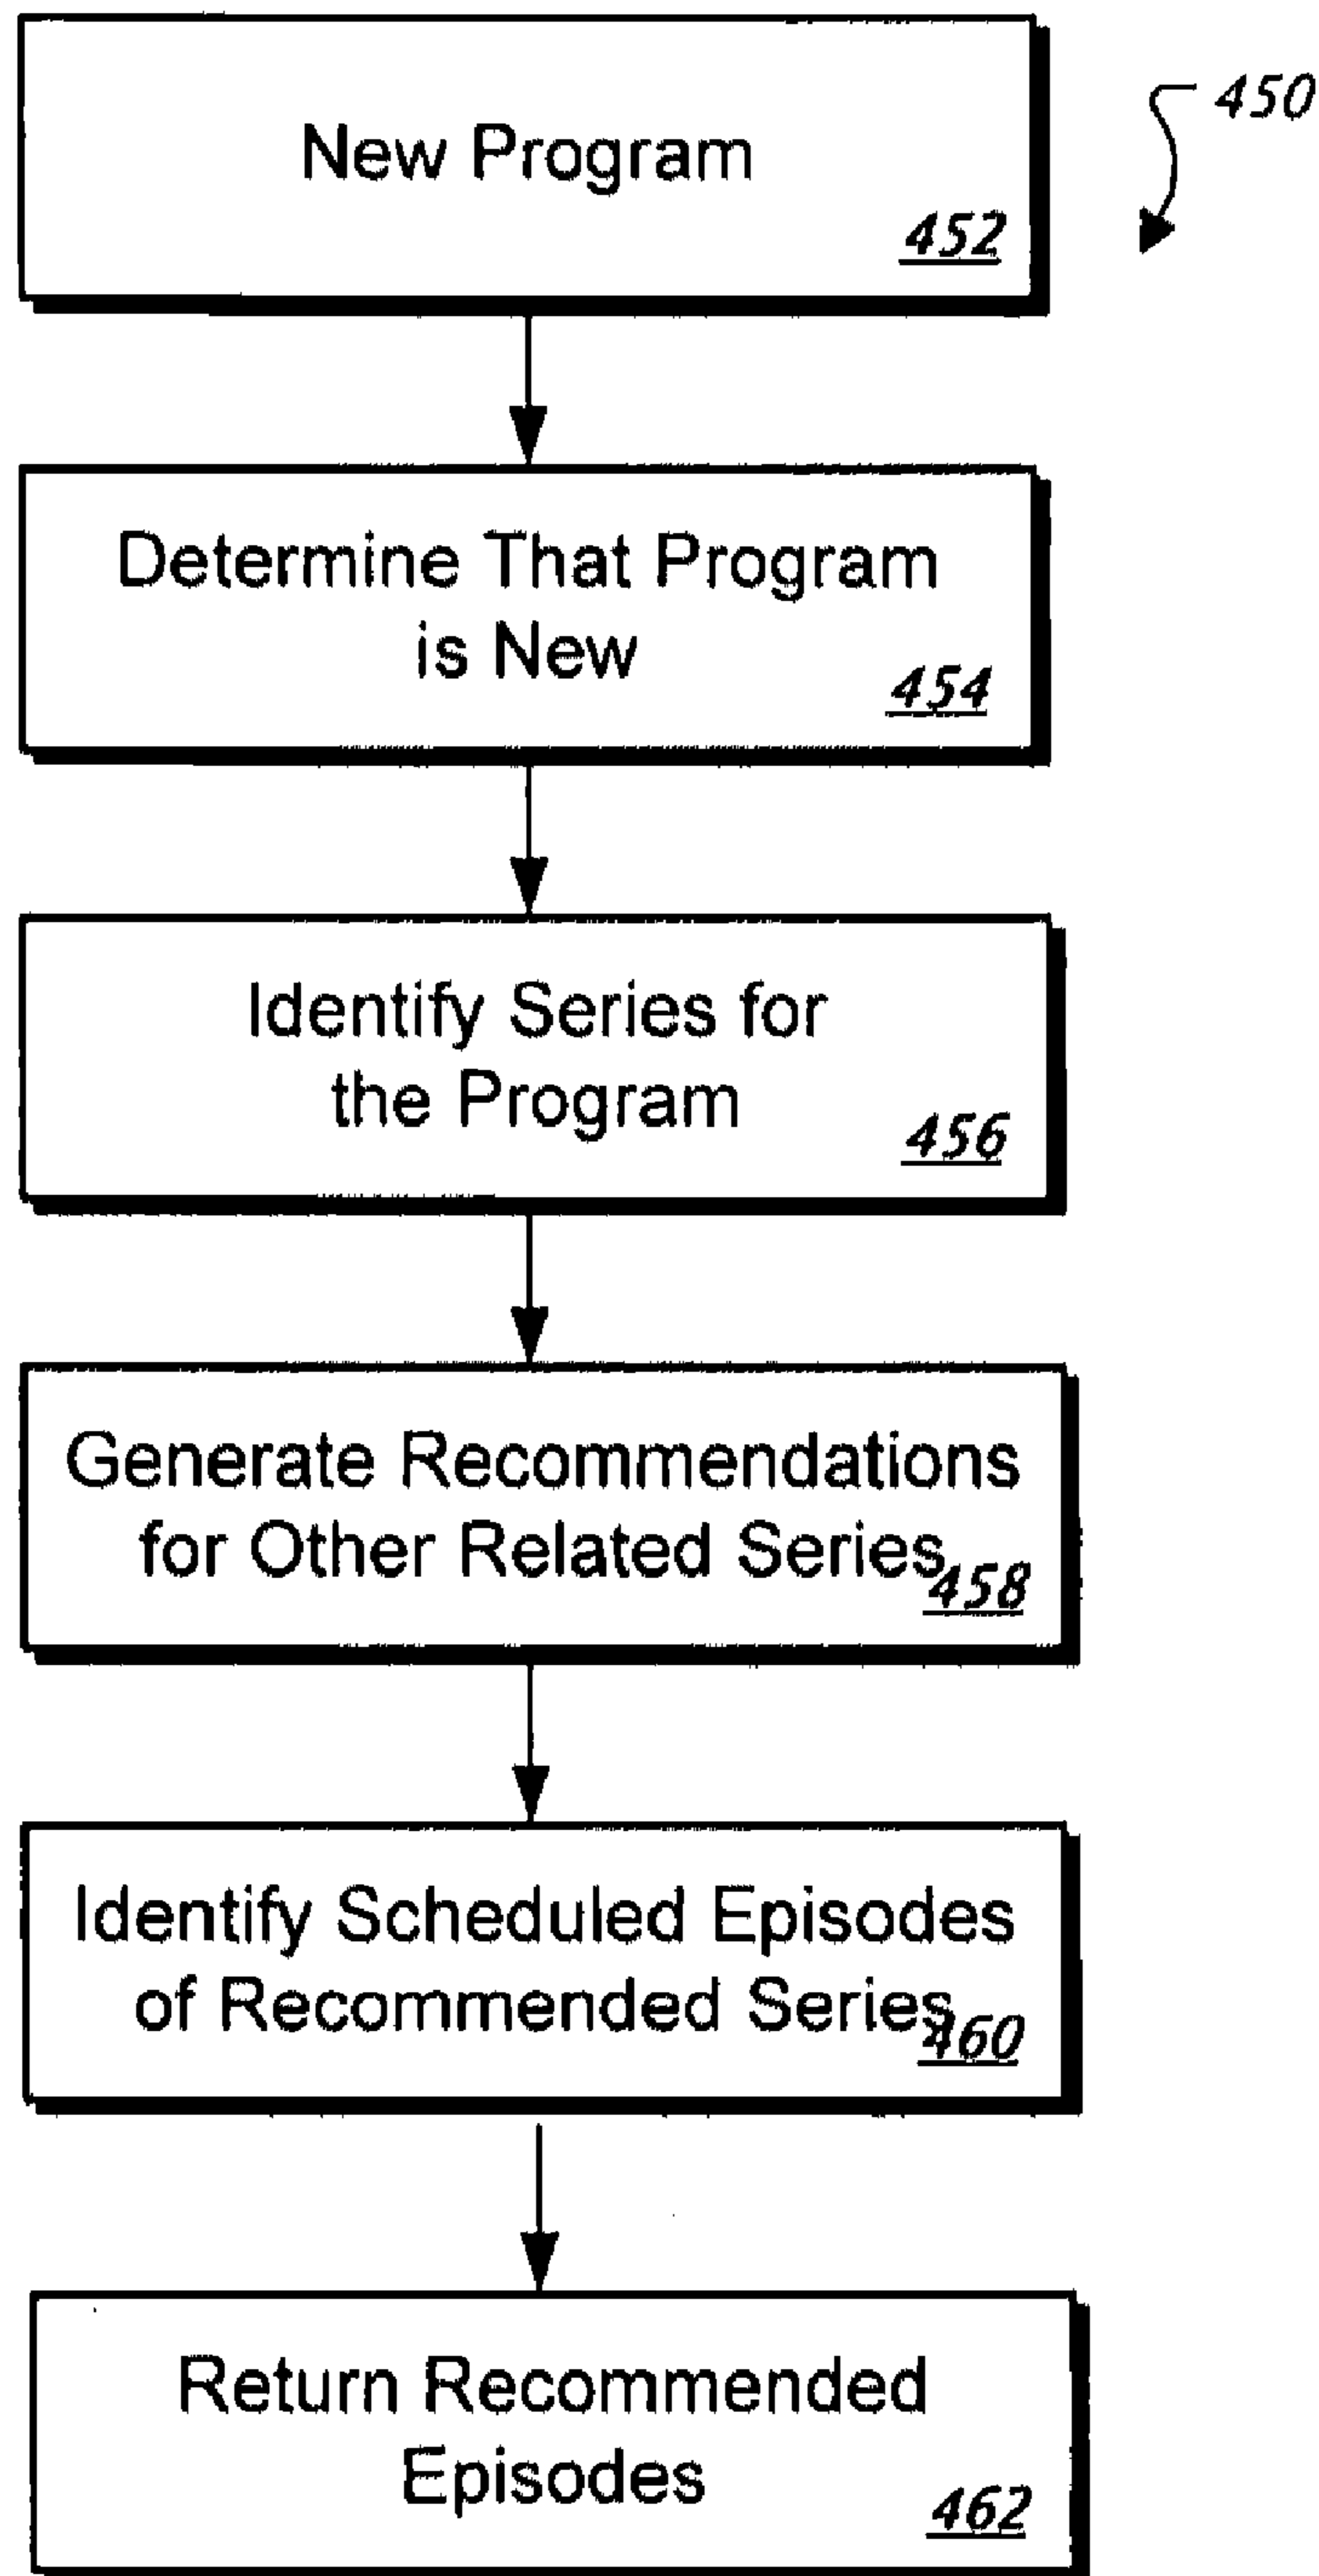 New Program
452
450
Determine That Program
is New
454
Identify Series for
the Program
456
Generate Recommendations
for Other Related Series
458
Identify Scheduled Episodes
of Recommended Series
460
Return Recommended
Episodes
462